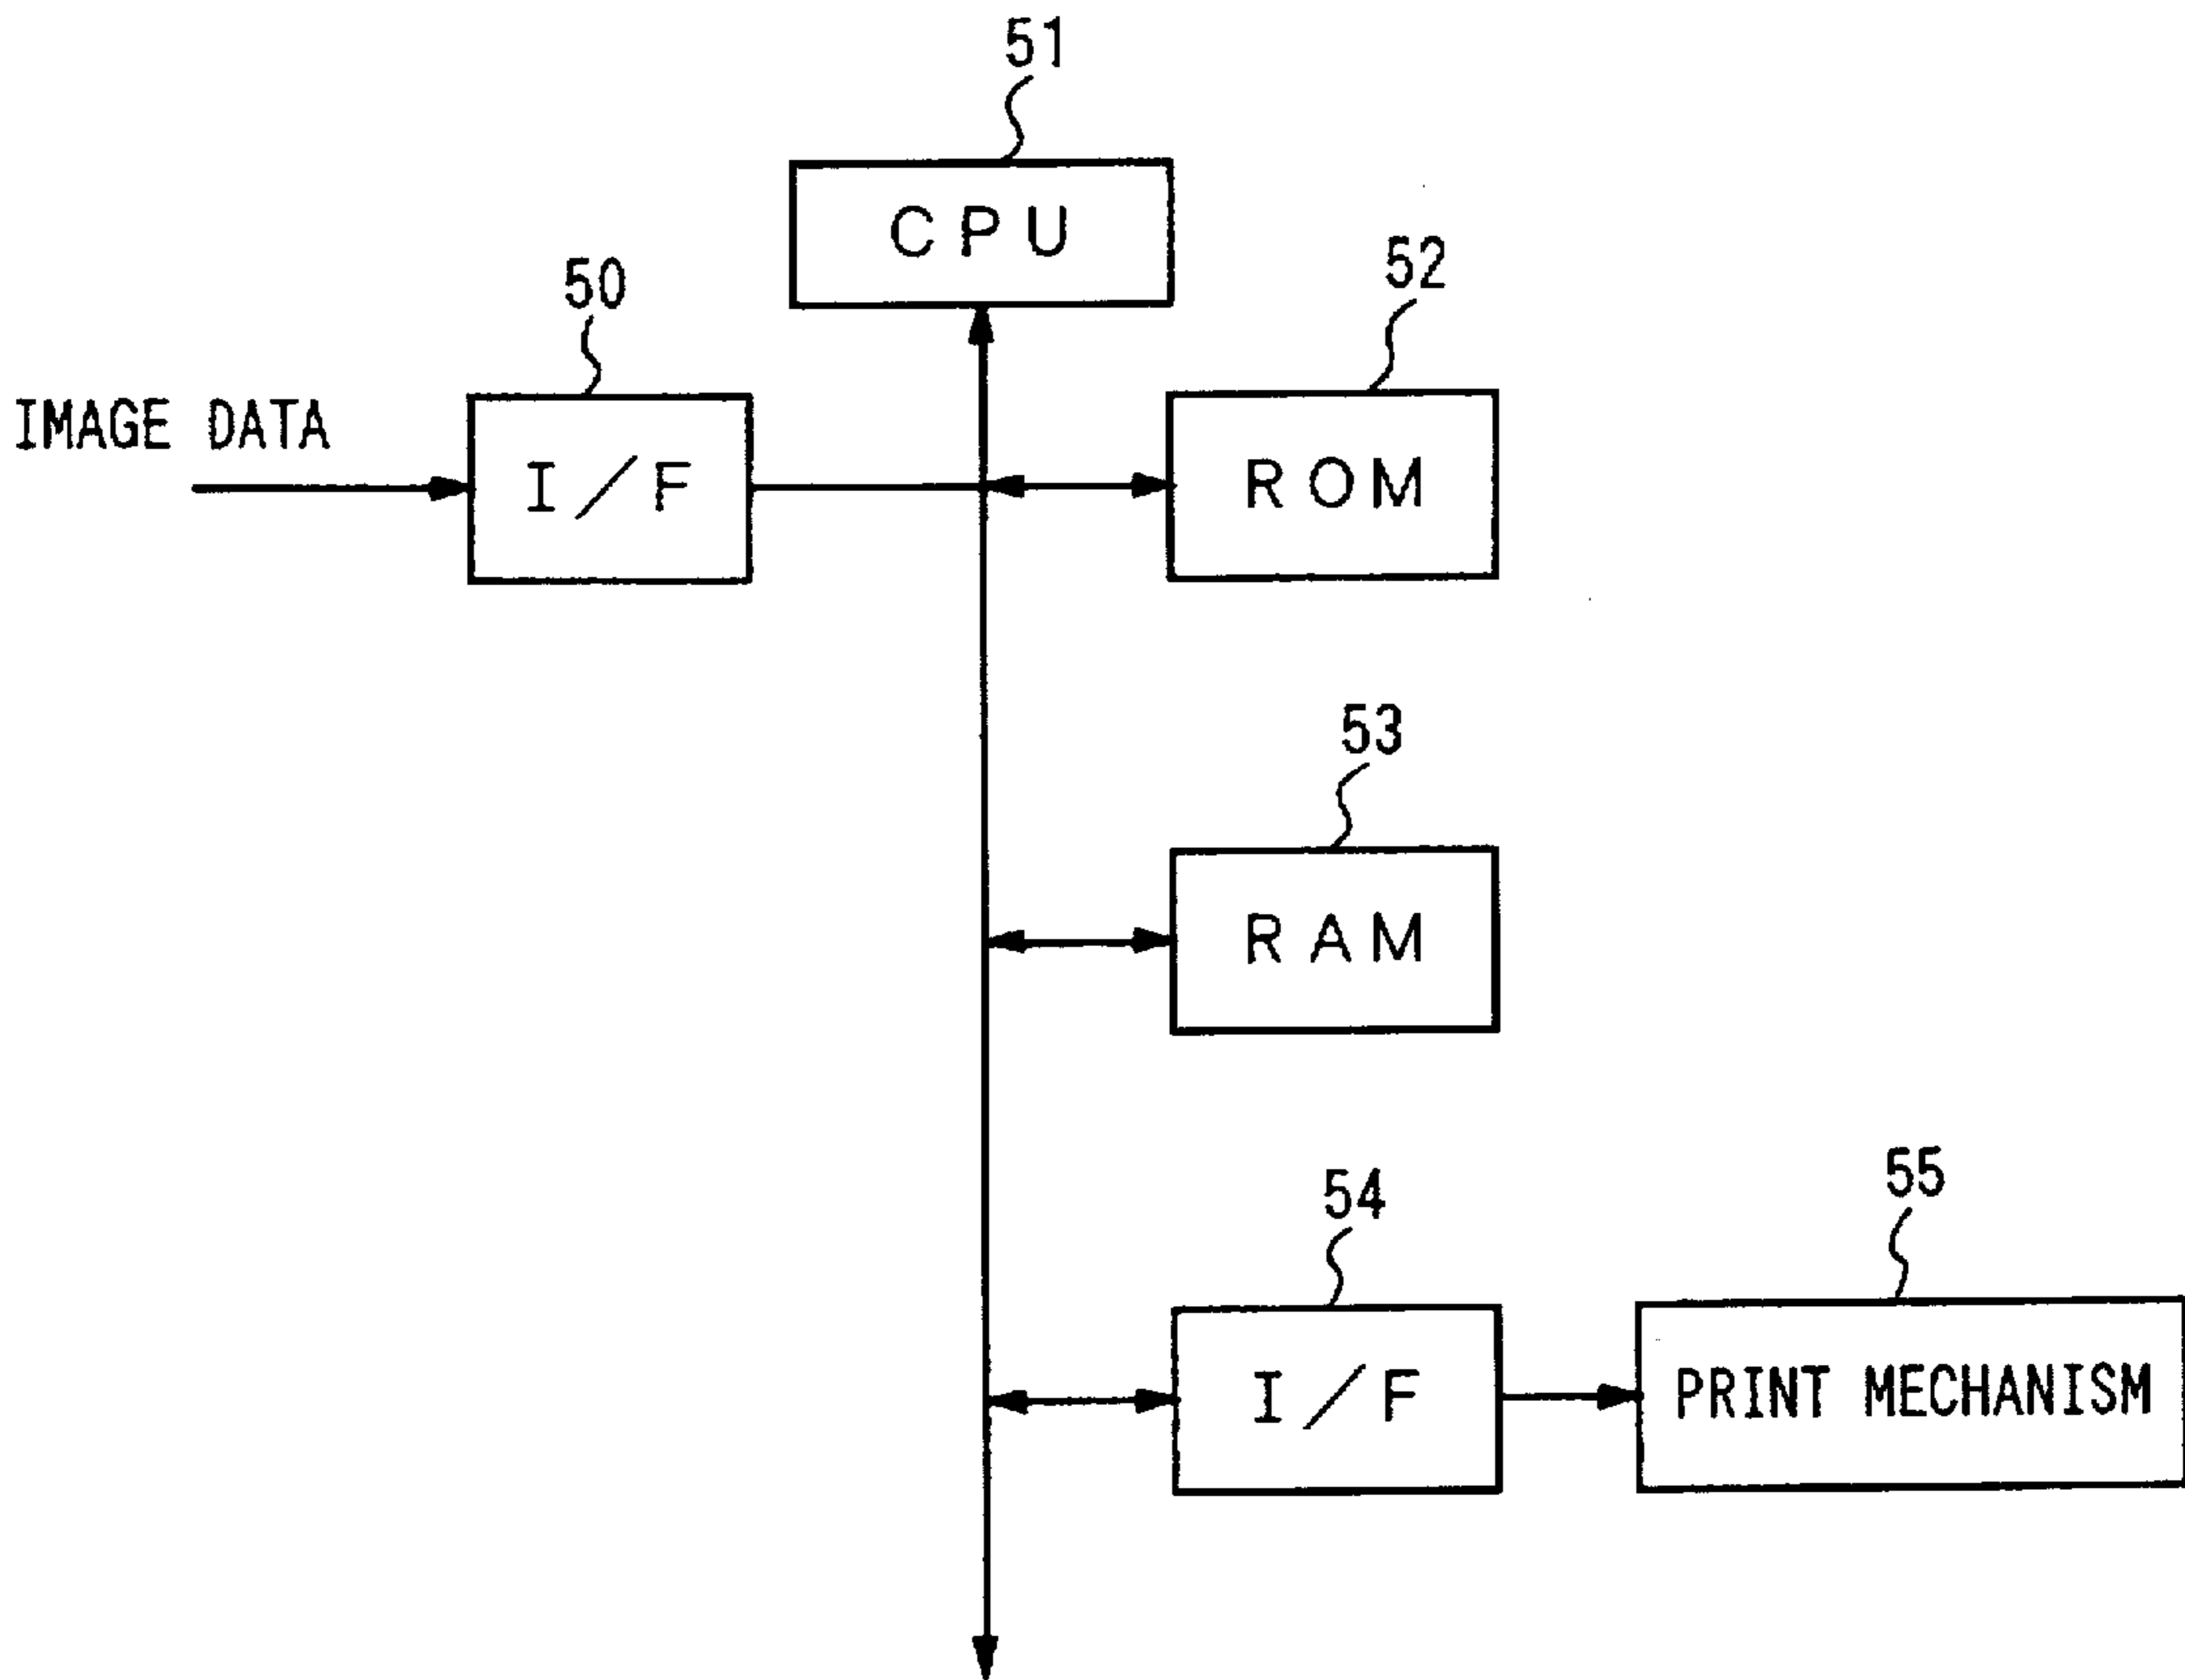 51
CPU
50
52
IMAGE DATA
I/F
ROM
53
RAM
54
55
I/F
PRINT MECHANISM